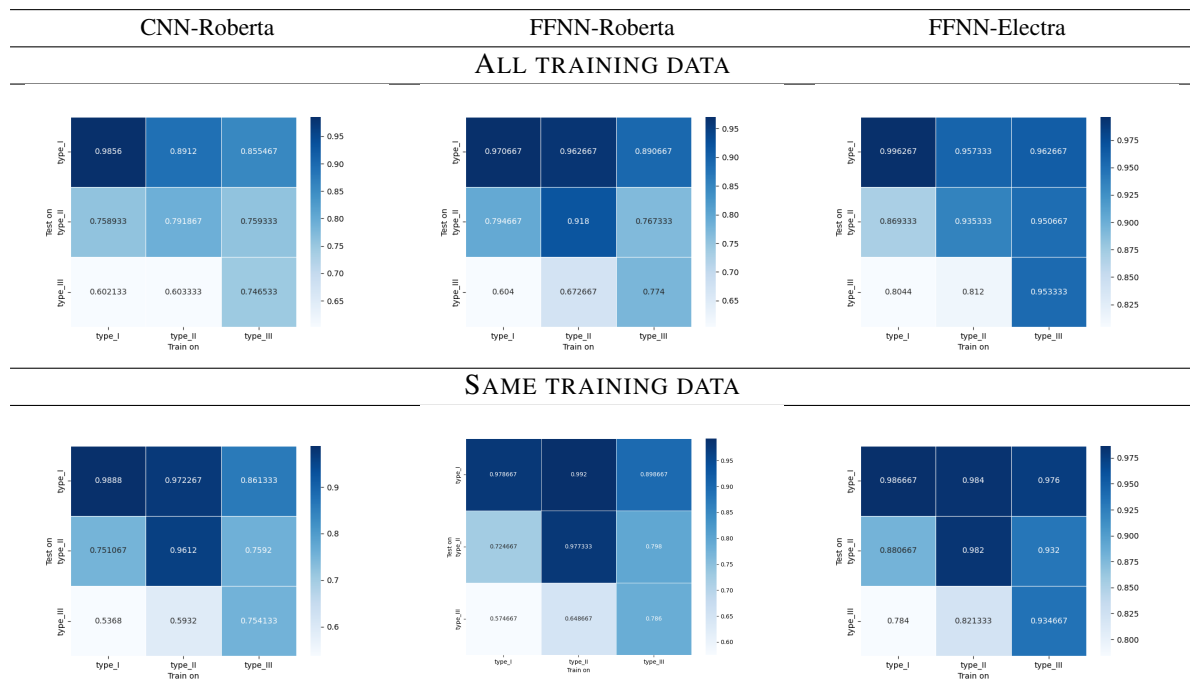 CNN-Roberta FFNN-Roberta FFNN-Electra
ALL TRAINING DATA
type_I 0.9856 0.8912 0.855467
Test on type_II 0.758933 0.791867 0.759333
type_III 0.602133 0.603333 0.746533
type_I type_II type_III
Train on
0.95
0.90
0.85
0.80
0.75
0.70
0.65
type_I 0.970667 0.962667 0.890667
Test on type_II 0.794667 0.918 0.767333
type_III 0.604 0.672667 0.774
type_I type_II type_III
Train on
0.95
0.90
0.85
0.80
0.75
0.70
0.65
type_I 0.996267 0.957333 0.962667
Test on type_II 0.869333 0.935333 0.950667
type_III 0.8044 0.812 0.953333
type_I type_II type_III
Train on
0.975
0.950
0.925
0.900
0.875
0.850
0.825
SAME TRAINING DATA
type_I 0.9888 0.972267 0.861333
Test on type_II 0.751067 0.9612 0.7592
type_III 0.5368 0.5932 0.754133
type_I type_II type_III
Train on
0.9
0.8
0.7
0.6
type_I 0.978667 0.992 0.898667
Test on type_II 0.724667 0.977333 0.798
type_III 0.574667 0.648667 0.786
type_I type_II type_III
Train on
0.95
0.90
0.85
0.80
0.75
0.70
0.65
0.60
type_I 0.986667 0.984 0.976
Test on type_II 0.880667 0.982 0.932
type_III 0.784 0.821333 0.934667
type_I type_II type_III
Train on
0.975
0.950
0.925
0.900
0.875
0.850
0.825
0.800